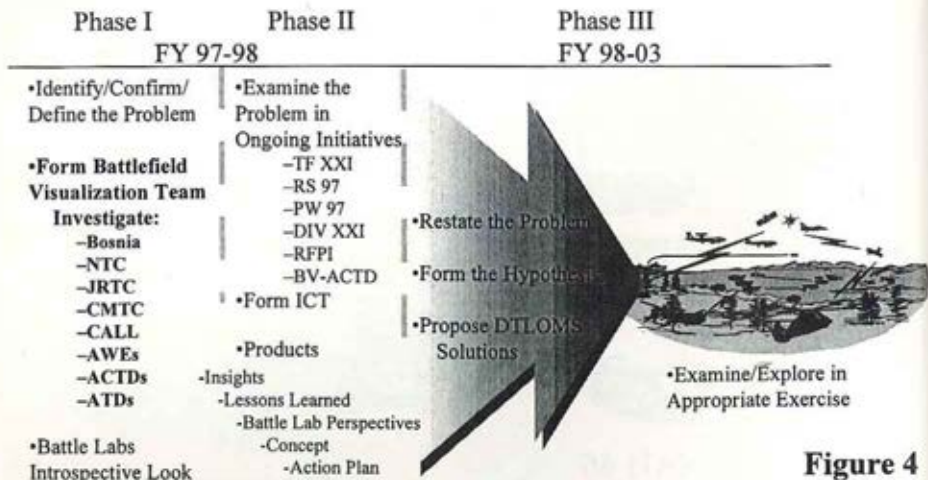 Phase I
Phase II
Phase III
FY 97-98
FY 98-03
•Identify/Confirm/
Define the Problem
•Form Battlefield
Visualization Team
Investigate:
–Bosnia
–NTC
–JRTC
–CMTC
–CALL
–AWEs
–ACTDs
–ATDs
•Battle Labs
Introspective Look
•Examine the
Problem in
Ongoing Initiatives
–TF XXI
–RS 97
–PW 97
–DIV XXI
–RFPI
–BV-ACTD
•Form ICT
•Products
-Insights
-Lessons Learned
-Battle Lab Perspectives
-Concept
-Action Plan
•Restate the Problem
•Form the Hypothesis
•Propose DTLOMS
Solutions
•Examine/Explore in
Appropriate Exercise
Figure 4